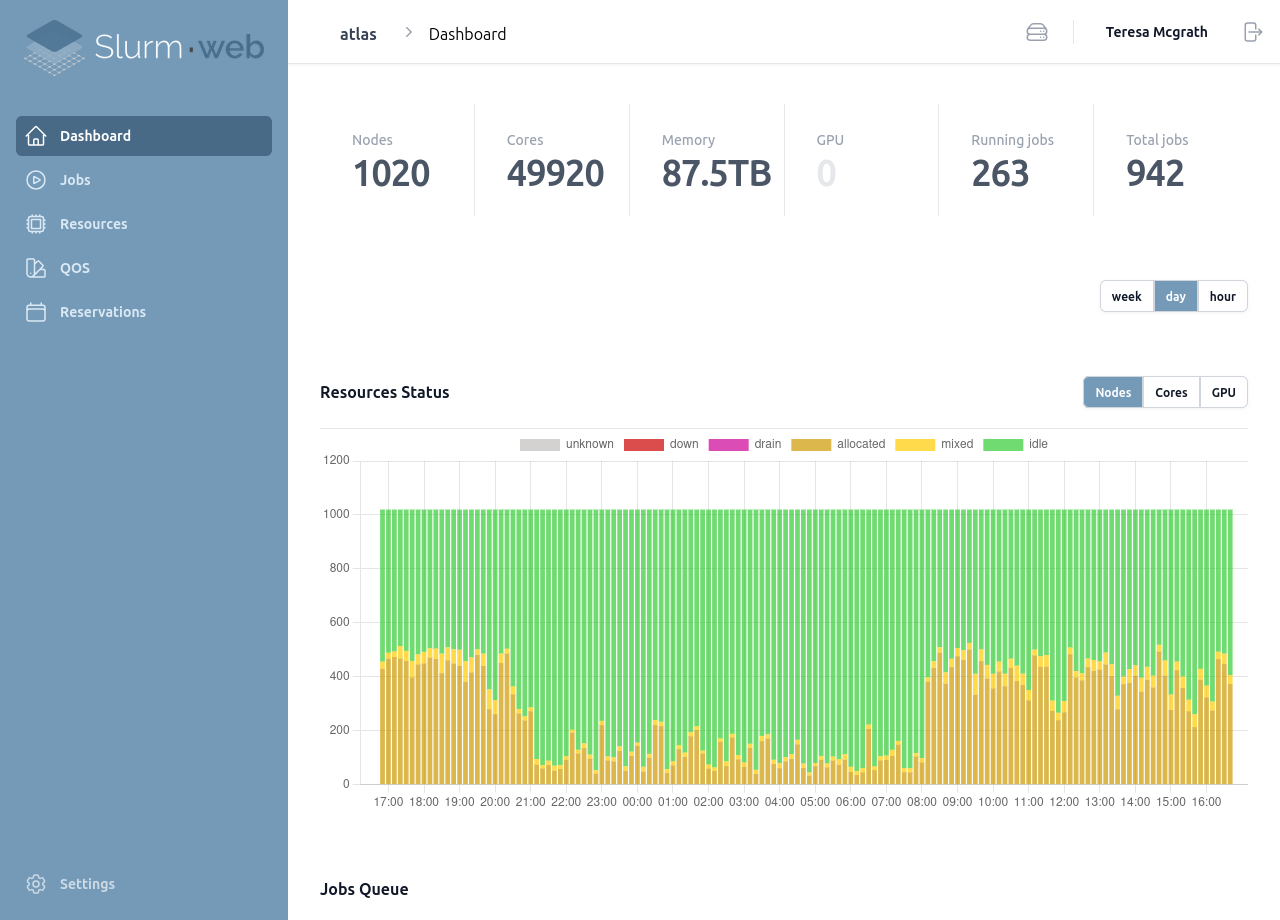 Slurm·web
atlas
Dashboard
Teresa Mcgrath
Dashboard
Jobs
Resources
QOS
Reservations
Settings
Nodes
1020
Cores
49920
Memory
87.5TB
GPU
0
Running jobs
263
Total jobs
942
week day hour
Resources Status
Nodes Cores GPU
unknown down drain allocated mixed idle
1200
1000
800
600
400
200
0
17:00 18:00 19:00 20:00 21:00 22:00 23:00 00:00 01:00 02:00 03:00 04:00 05:00 06:00 07:00 08:00 09:00 10:00 11:00 12:00 13:00 14:00 15:00 16:00
Jobs Queue